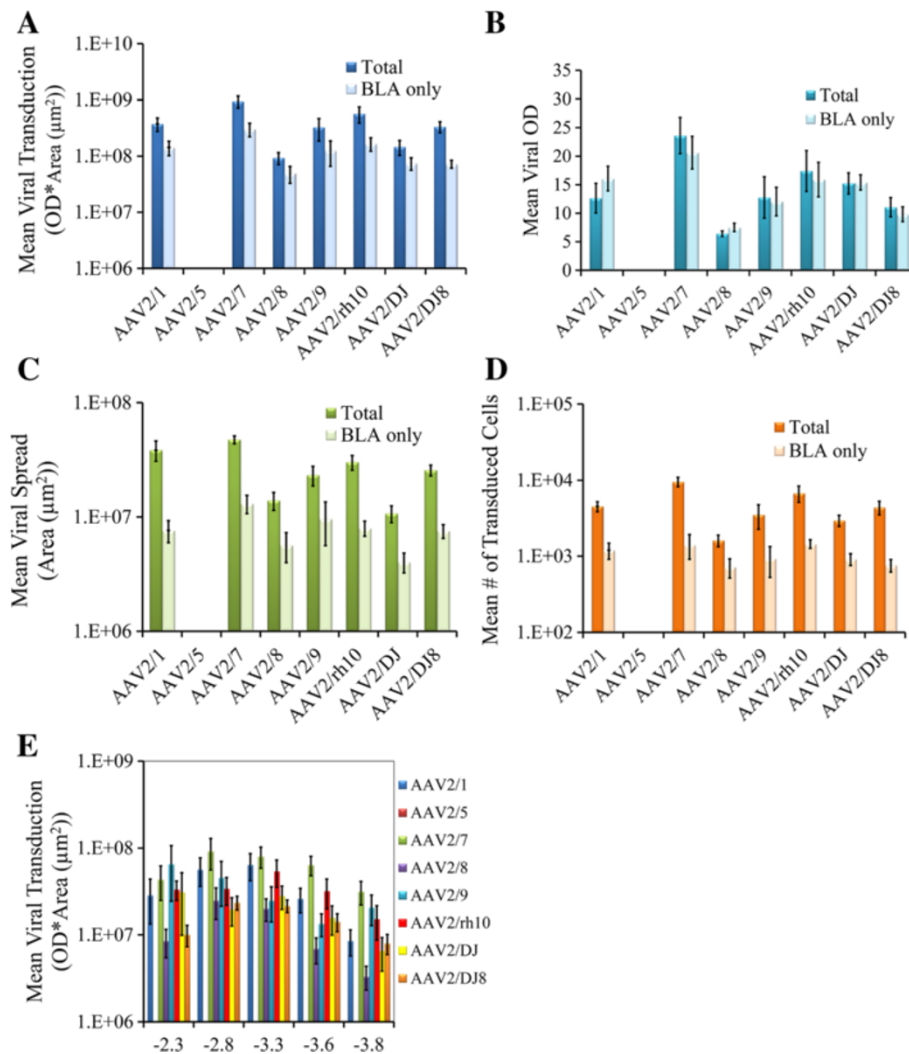 A
Mean Viral Transduction
(OD*Area (µm²))
1.E+10
1.E+09
1.E+08
1.E+07
1.E+06
Total
BLA only
AAV2/1
AAV2/5
AAV2/7
AAV2/8
AAV2/9
AAV2/rh10
AAV2/DJ
AAV2/DJ8
B
Mean Viral OD
35
30
25
20
15
10
5
0
Total
BLA only
AAV2/1
AAV2/5
AAV2/7
AAV2/8
AAV2/9
AAV2/rh10
AAV2/DJ
AAV2/DJ8
C
Mean Viral Spread
(Area (µm²))
1.E+08
1.E+07
1.E+06
Total
BLA only
AAV2/1
AAV2/5
AAV2/7
AAV2/8
AAV2/9
AAV2/rh10
AAV2/DJ
AAV2/DJ8
D
Mean # of Transduced Cells
1.E+05
1.E+04
1.E+03
1.E+02
Total
BLA only
AAV2/1
AAV2/5
AAV2/7
AAV2/8
AAV2/9
AAV2/rh10
AAV2/DJ
AAV2/DJ8
E
Mean Viral Transduction
(OD*Area (µm²))
1.E+09
1.E+08
1.E+07
1.E+06
-2.3 -2.8 -3.3 -3.6 -3.8
AAV2/1
AAV2/5
AAV2/7
AAV2/8
AAV2/9
AAV2/rh10
AAV2/DJ
AAV2/DJ8